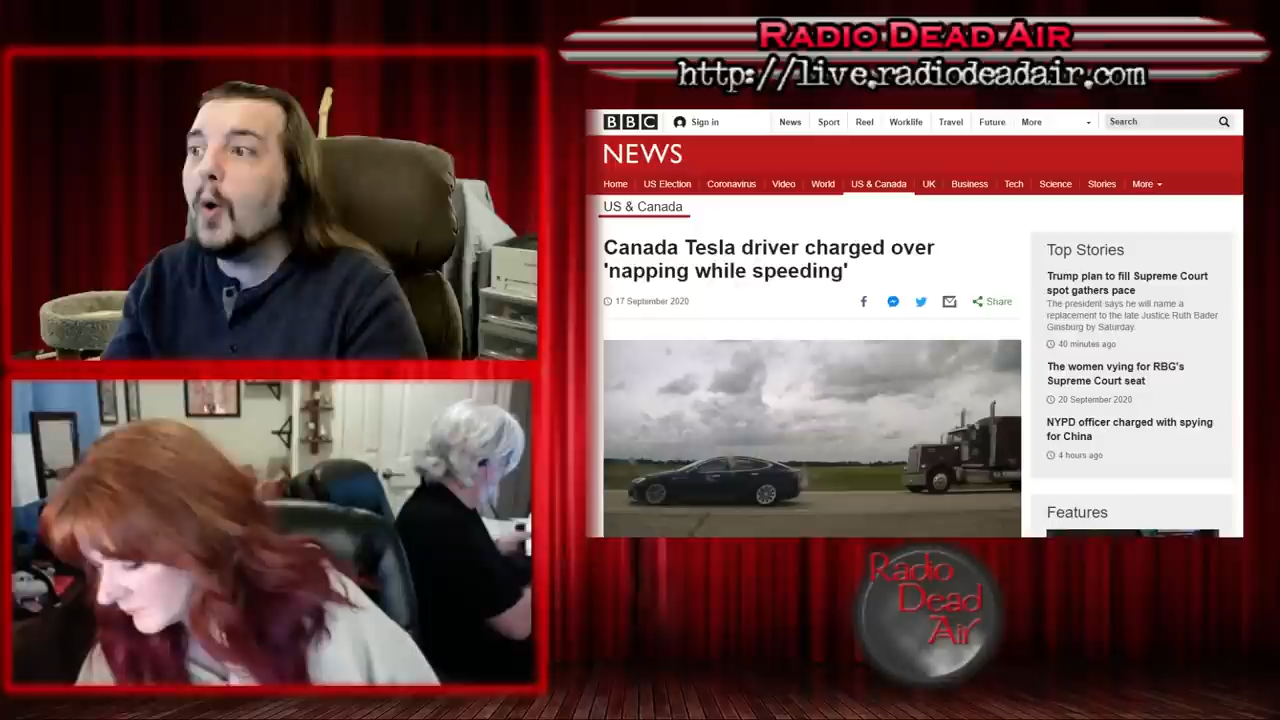 RADIO DEAD AIR
http://live.radiodeadair.com
BBC Sign in News Sport Reel Worklife Travel Future More Search
NEWS
Home US Election Coronavirus Video World US & Canada UK Business Tech Science Stories More
US & Canada
Canada Tesla driver charged over
'napping while speeding'
17 September 2020
Share
Top Stories
Trump plan to fill Supreme Court
spot gathers pace
The president says he will name a
replacement to the late Justice Ruth Bader
Ginsburg by Saturday.
40 minutes ago
The women vying for RBG's
Supreme Court seat
20 September 2020
NYPD officer charged with spying
for China
4 hours ago
Features
Radio
Dead
Air